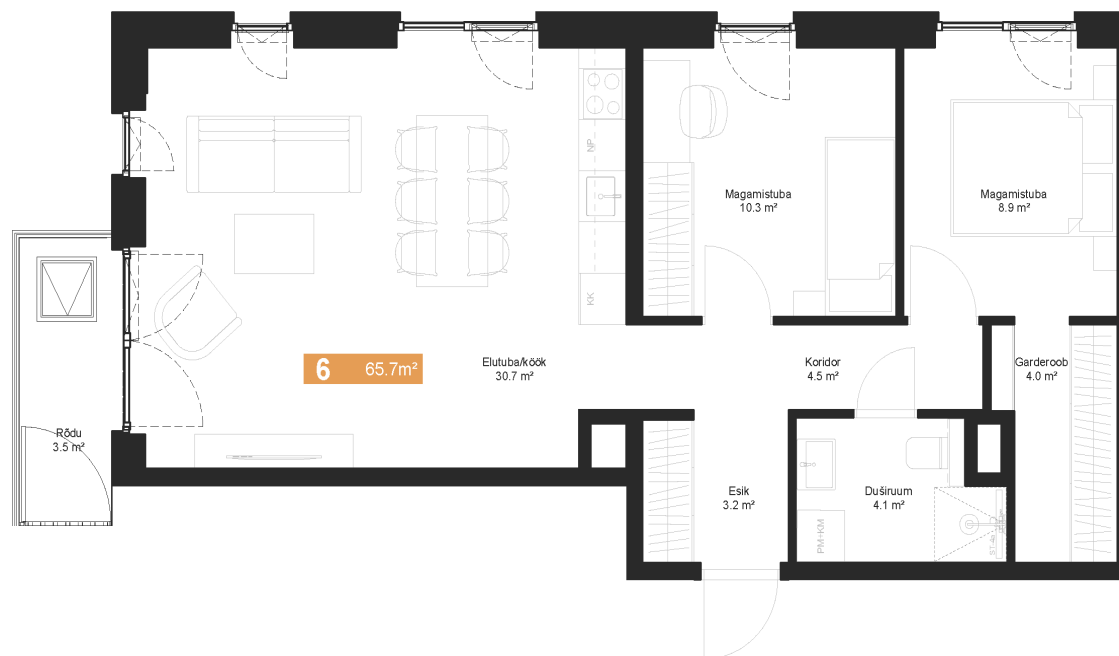 NP
KK
Magamistuba
10.3 m²
Magamistuba
8.9 m²
6 65.7m²
Elutuba/köök
30.7 m²
Koridor
4.5 m²
Garderoob
4.0 m²
Rõdu
3.5 m²
Esik
3.2 m²
Duširuum
4.1 m²
PM+KM